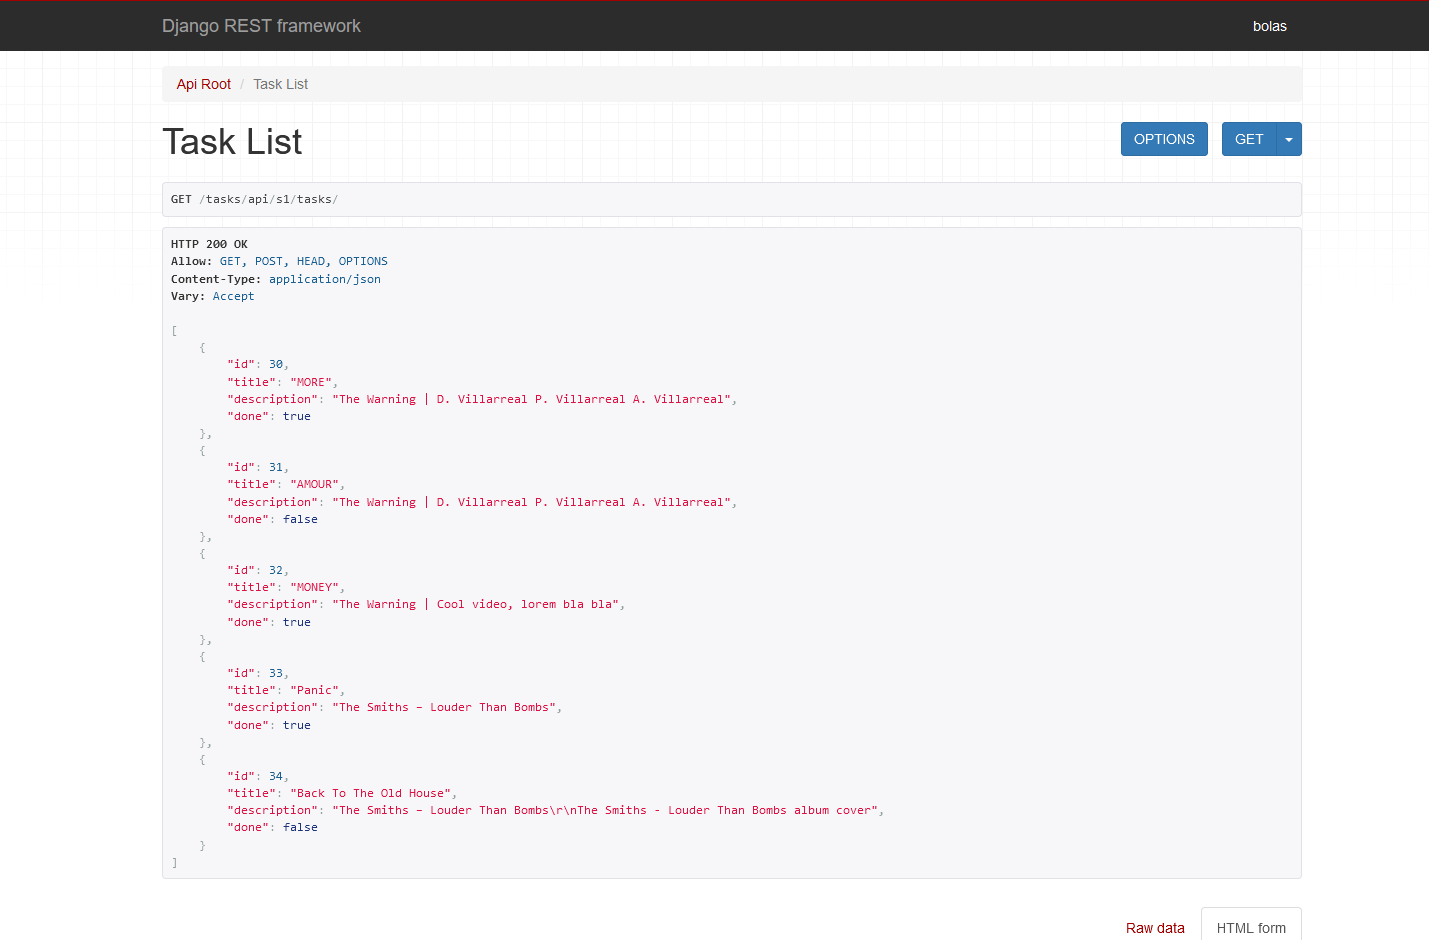 Django REST framework
bolas
Api Root / Task List
Task List
OPTIONS
GET
GET /tasks/api/s1/tasks/
HTTP 200 OK
Allow: GET, POST, HEAD, OPTIONS
Content-Type: application/json
Vary: Accept
[
    {
        "id": 30,
        "title": "MORE",
        "description": "The Warning | D. Villarreal P. Villarreal A. Villarreal",
        "done": true
    },
    {
        "id": 31,
        "title": "AMOUR",
        "description": "The Warning | D. Villarreal P. Villarreal A. Villarreal",
        "done": false
    },
    {
        "id": 32,
        "title": "MONEY",
        "description": "The Warning | Cool video, lorem bla bla",
        "done": true
    },
    {
        "id": 33,
        "title": "Panic",
        "description": "The Smiths – Louder Than Bombs",
        "done": true
    },
    {
        "id": 34,
        "title": "Back To The Old House",
        "description": "The Smiths – Louder Than Bombs\r\nThe Smiths - Louder Than Bombs album cover",
        "done": false
    }
]
Raw data
HTML form